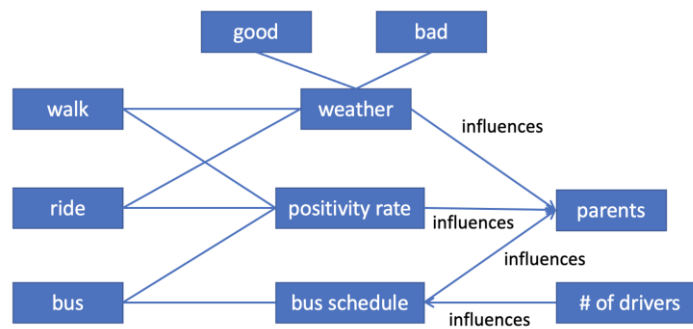 good
bad
walk
weather
influences
ride
positivity rate
parents
influences
influences
bus
bus schedule
# of drivers
influences